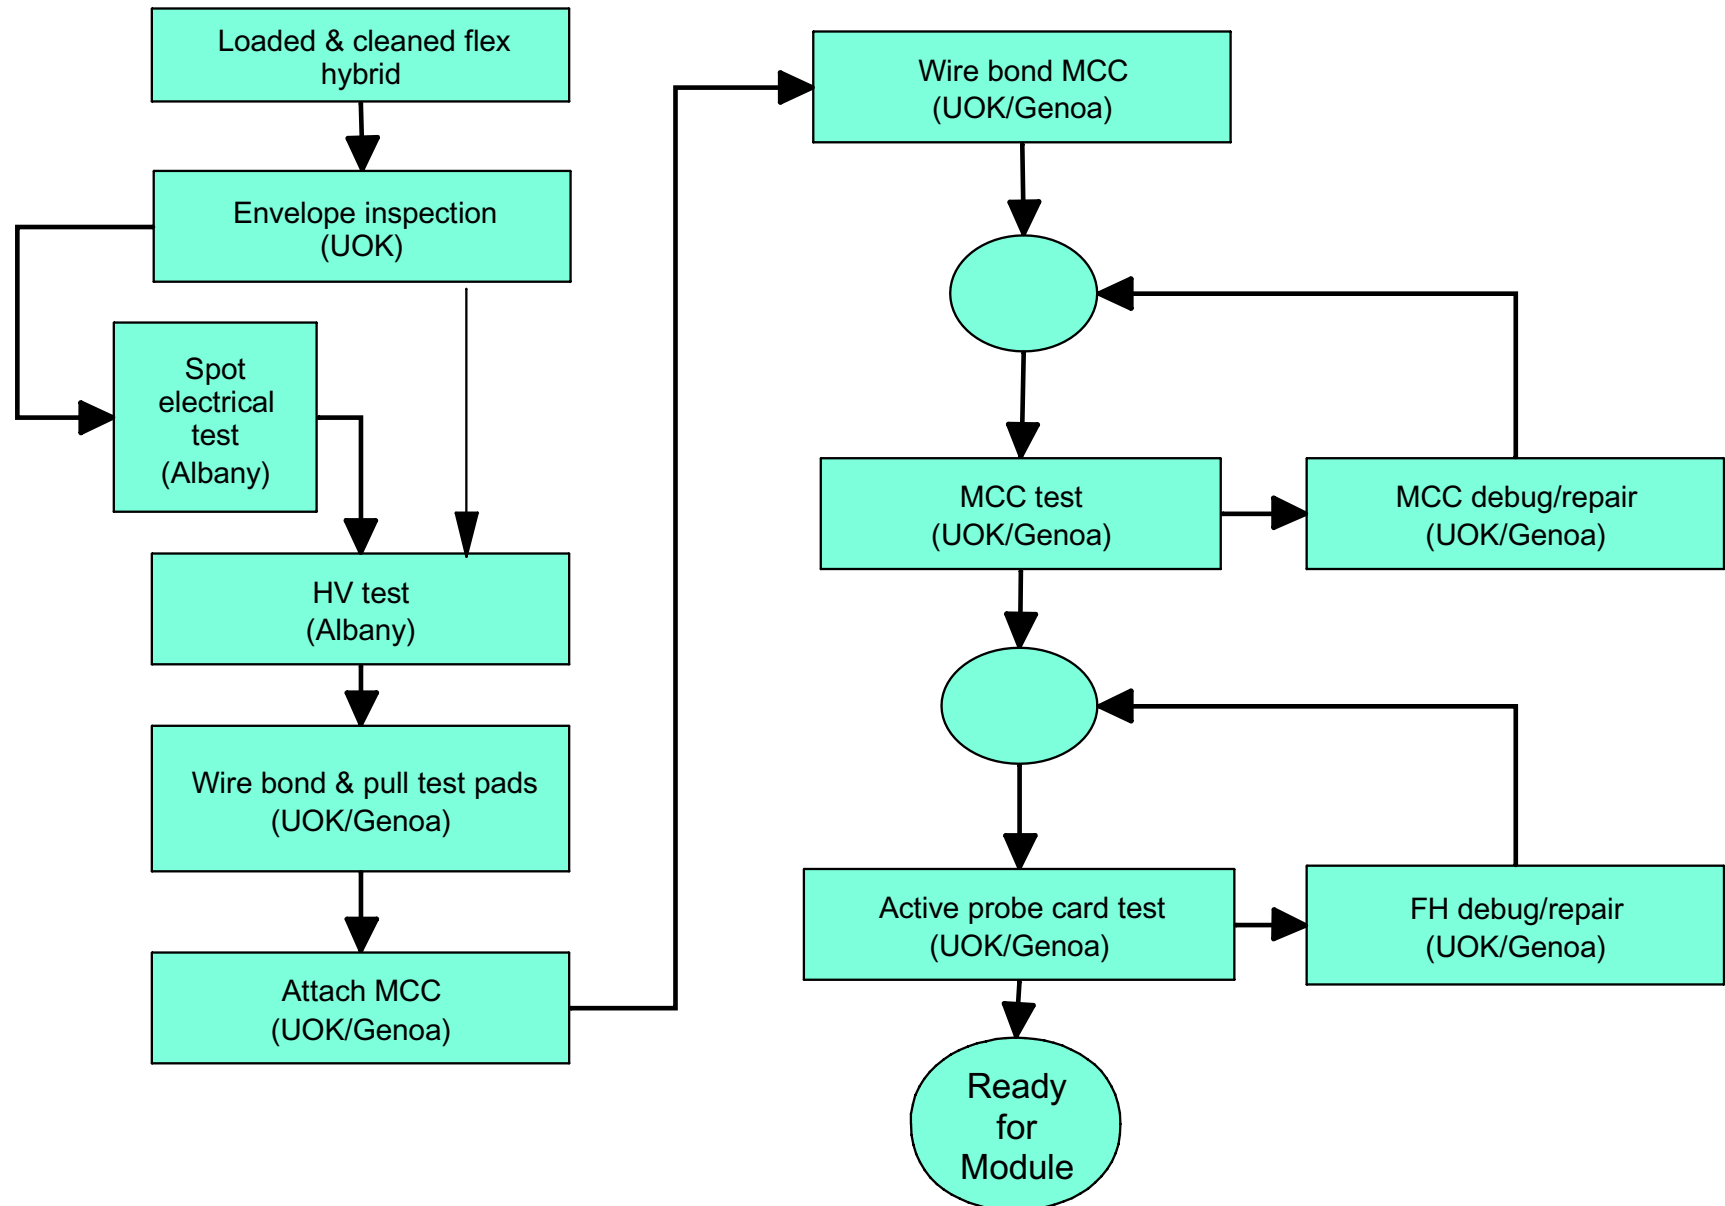 Loaded & cleaned flex
hybrid
Envelope inspection
(UOK)
Spot
electrical
test
(Albany)
HV test
(Albany)
Wire bond & pull test pads
(UOK/Genoa)
Attach MCC
(UOK/Genoa)
Wire bond MCC
(UOK/Genoa)
MCC test
(UOK/Genoa)
MCC debug/repair
(UOK/Genoa)
Active probe card test
(UOK/Genoa)
FH debug/repair
(UOK/Genoa)
Ready
for
Module